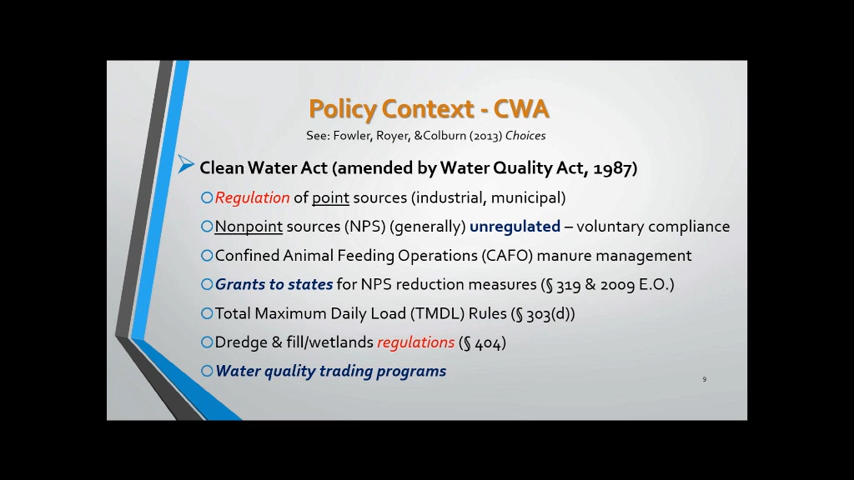 Policy Context - CWA
See: Fowler, Royer, &Colburn (2013) Choices
Clean Water Act (amended by Water Quality Act, 1987)
Regulation of point sources (industrial, municipal)
Nonpoint sources (NPS) (generally) unregulated – voluntary compliance
Confined Animal Feeding Operations (CAFO) manure management
Grants to states for NPS reduction measures (§ 319 & 2009 E.O.)
Total Maximum Daily Load (TMDL) Rules (§ 303(d))
Dredge & fill/wetlands regulations (§ 404)
Water quality trading programs
9